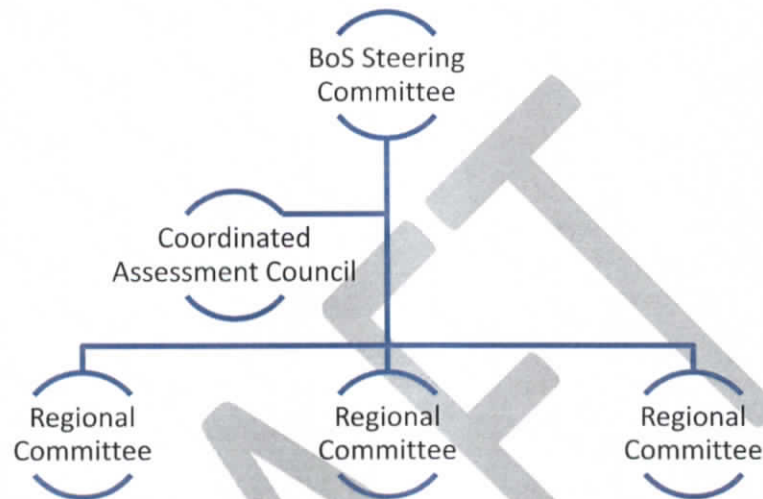 BoS Steering
Committee
Coordinated
Assessment Council
Regional
Committee
Regional
Committee
Regional
Committee